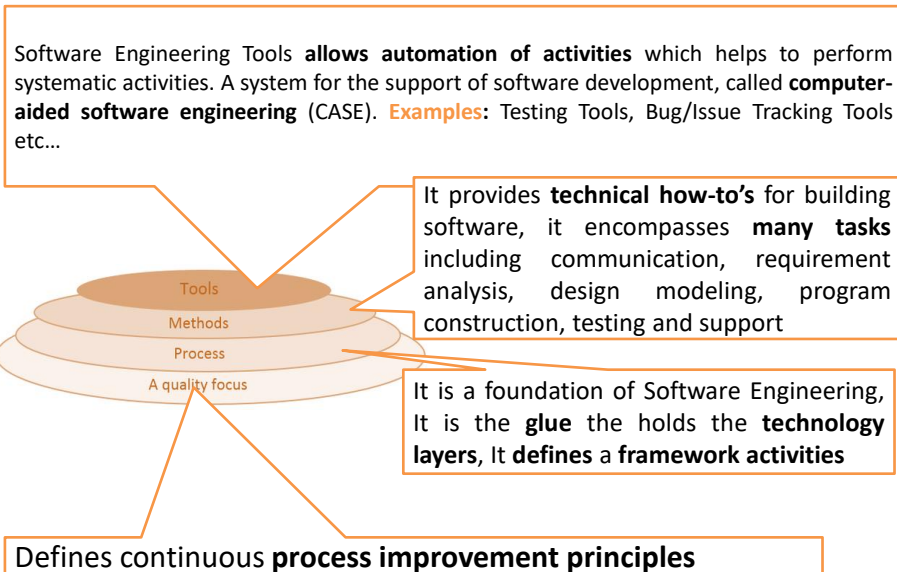 Software Engineering Tools allows automation of activities which helps to perform
systematic activities. A system for the support of software development, called computer-
aided software engineering (CASE). Examples: Testing Tools, Bug/Issue Tracking Tools
etc…
It provides technical how-to’s for building
software, it encompasses many tasks
including communication, requirement
analysis, design modeling, program
construction, testing and support
Tools
Methods
Process
A quality focus
It is a foundation of Software Engineering,
It is the glue the holds the technology
layers, It defines a framework activities
Defines continuous process improvement principles